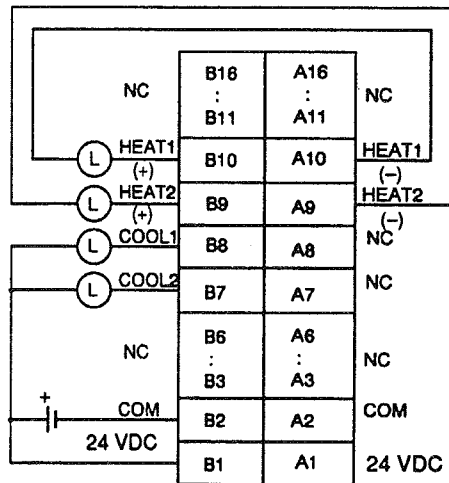 NC B16 A16 NC
: :
B11 A11
L HEAT1 (+) B10 A10 HEAT1 (−)
L HEAT2 (+) B9 A9 HEAT2 (−)
L COOL1 B8 A8 NC
L COOL2 B7 A7 NC
B6 A6
NC : : NC
B3 A3
+ COM B2 A2 COM
24 VDC B1 A1 24 VDC